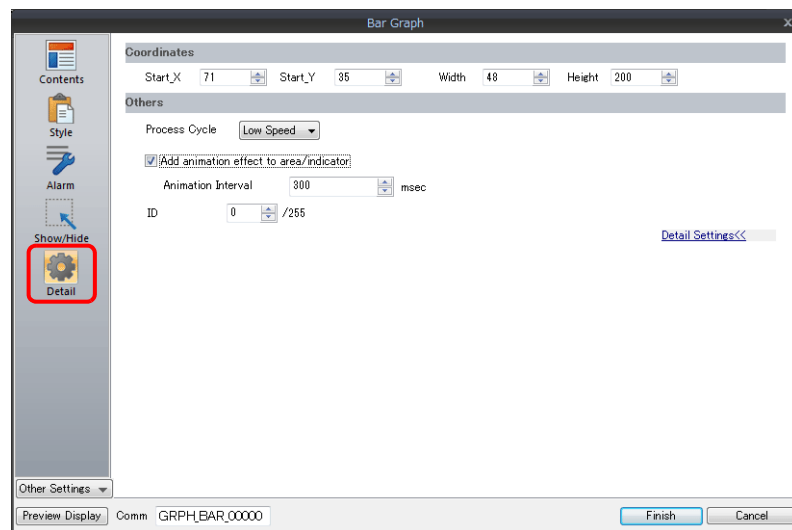 Bar Graph
Contents
Style
Alarm
Show/Hide
Detail
Coordinates
Start_X 71 Start_Y 35 Width 48 Height 200
Others
Process Cycle Low Speed
Add animation effect to area/indicator
Animation Interval 300 msec
ID 0 /255
Detail Settings<<
Other Settings
Preview Display Comm GRPH_BAR_00000 Finish Cancel